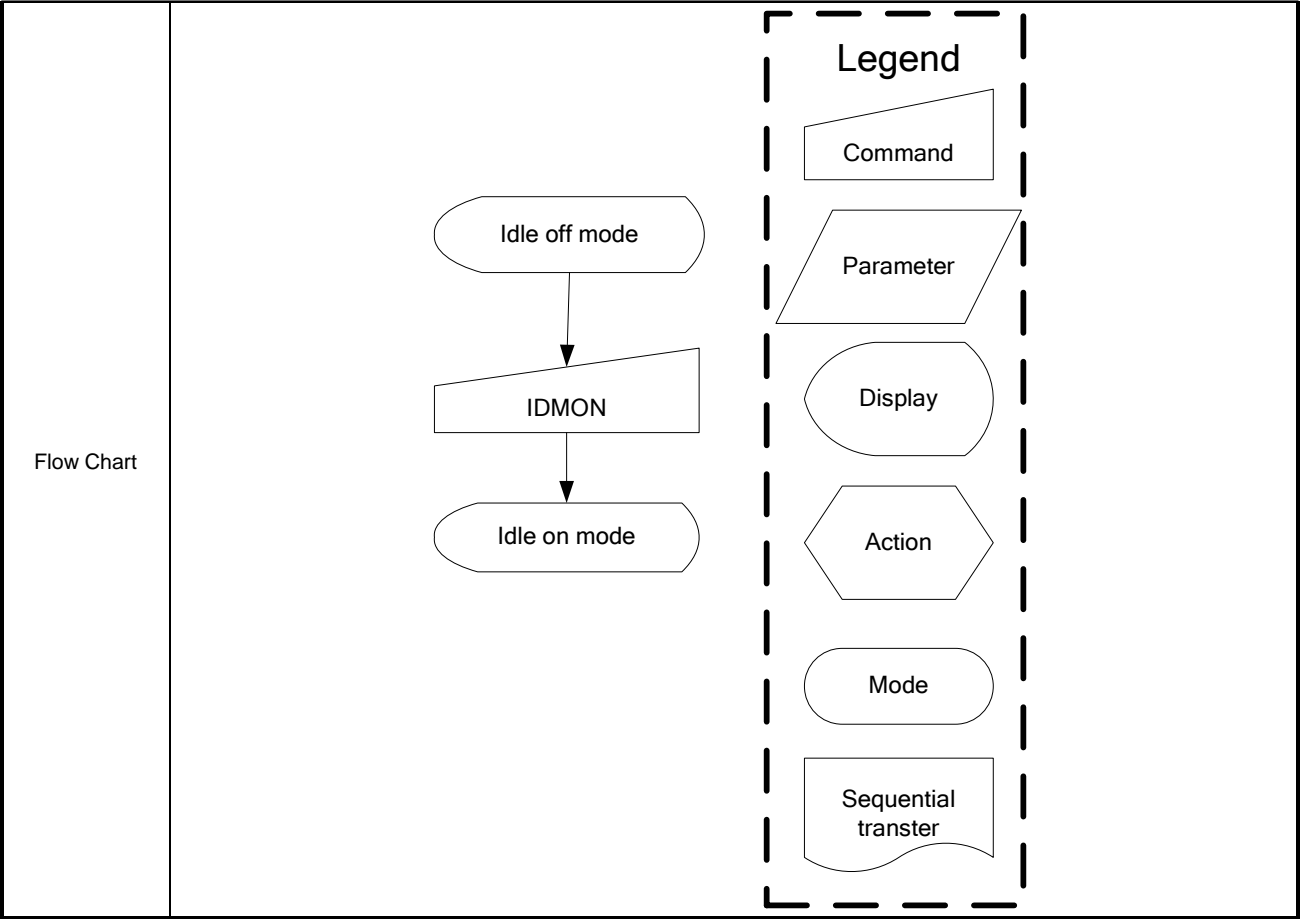 Flow Chart
Idle off mode
IDMON
Idle on mode
Legend
Command
Parameter
Display
Action
Mode
Sequential
transter